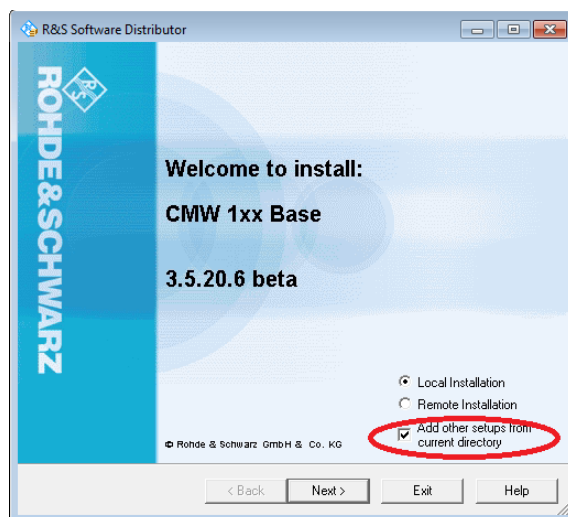 R&S Software Distributor
ROHDE&SCHWARZ
R
S
Welcome to install:
CMW 1xx Base
3.5.20.6 beta
Local Installation
Remote Installation
Add other setups from
current directory
© Rohde & Schwarz GmbH & Co. KG
< Back
Next >
Exit
Help